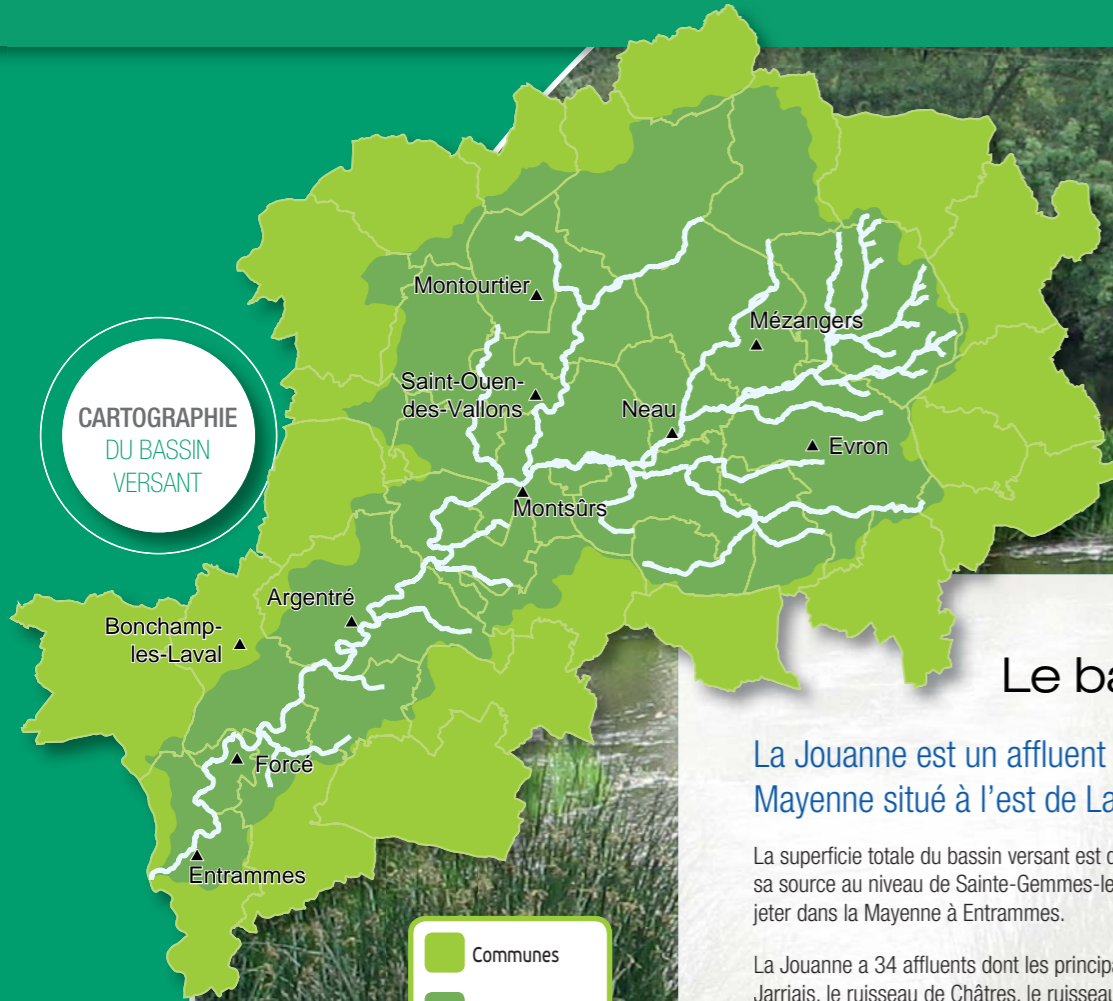 CARTOGRAPHIE
DU BASSIN
VERSANT
Montourtier
Mézangers
Saint-Ouen-
des-Vallons
Neau
Evron
Montsûrs
Argentré
Bonchamp-
les-Laval
Forcé
Entrammes
Communes
Le ba
La Jouanne est un affluent
Mayenne situé à l'est de La
La superficie totale du bassin versant est d
sa source au niveau de Sainte-Gemmes-le
jeter dans la Mayenne à Entrammes.
La Jouanne a 34 affluents dont les principa
Jarriais, le ruisseau de Châtres, le ruisseau